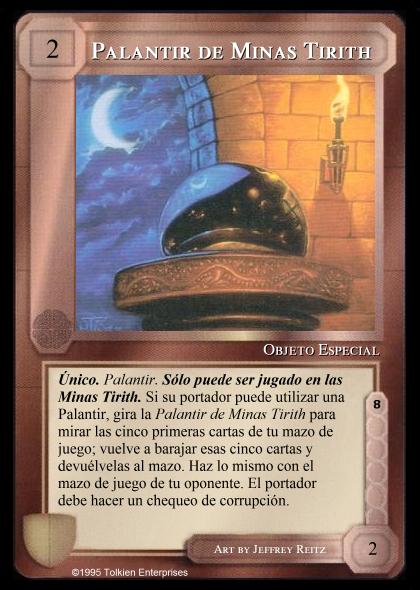 2
Palantir de Minas Tirith
Objeto Especial
Único. Palantir. Sólo puede ser jugado en las
Minas Tirith. Si su portador puede utilizar una
Palantir, gira la Palantir de Minas Tirith para
mirar las cinco primeras cartas de tu mazo de
juego; vuelve a barajar esas cinco cartas y
devuélvelas al mazo. Haz lo mismo con el
mazo de juego de tu oponente. El portador
debe hacer un chequeo de corrupción.
8
Art by Jeffrey Reitz
2
©1995 Tolkien Enterprises